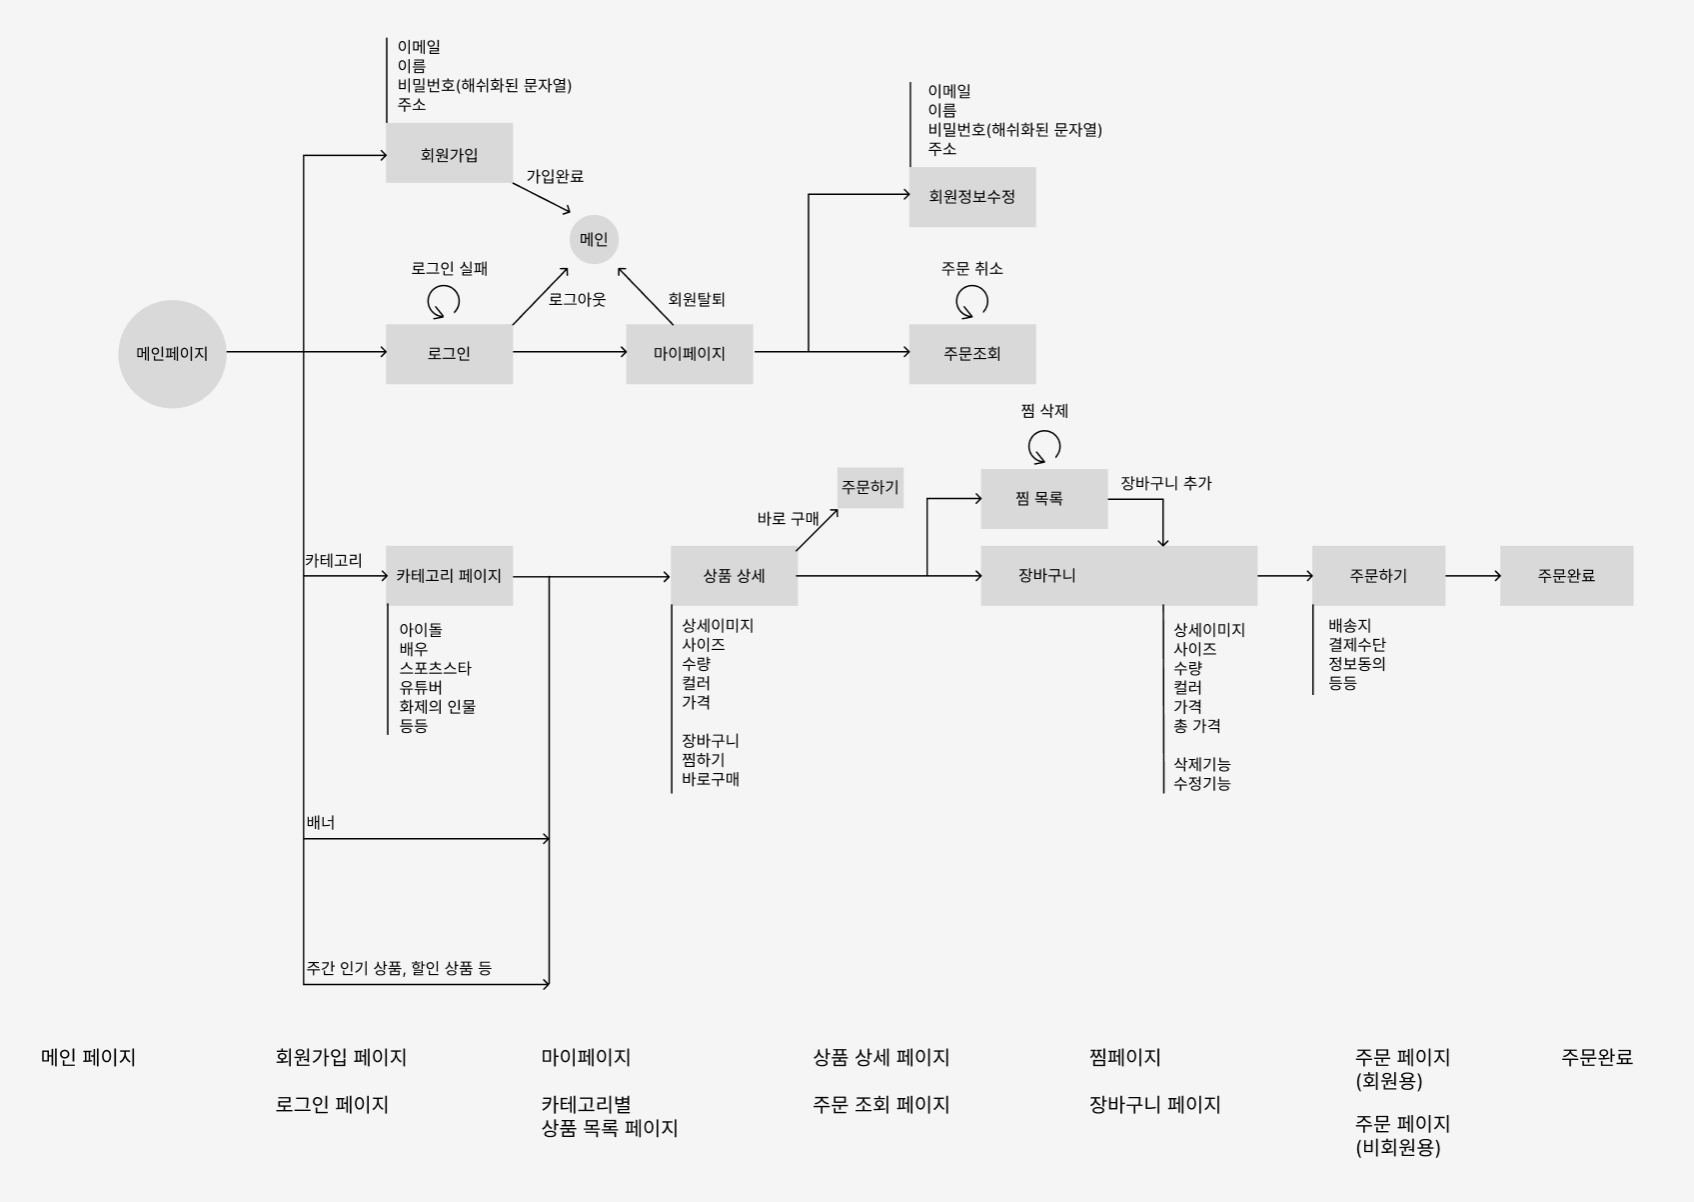 이메일
이름
비밀번호(해쉬화된 문자열)
주소
회원가입
가입완료
메인
이메일
이름
비밀번호(해쉬화된 문자열)
주소
회원정보수정
로그인 실패
로그아웃
회원탈퇴
주문 취소
메인페이지
로그인
마이페이지
주문조회
찜 삭제
주문하기
바로 구매
찜 목록
장바구니 추가
카테고리
카테고리 페이지
상품 상세
장바구니
주문하기
주문완료
아이돌
배우
스포츠스타
유튜버
화제의 인물
등등
상세이미지
사이즈
수량
컬러
가격
장바구니
찜하기
바로구매
상세이미지
사이즈
수량
컬러
가격
총 가격
삭제기능
수정기능
배송지
결제수단
정보동의
등등
배너
주간 인기 상품, 할인 상품 등
메인 페이지
회원가입 페이지
로그인 페이지
마이페이지
카테고리별
상품 목록 페이지
상품 상세 페이지
주문 조회 페이지
찜페이지
장바구니 페이지
주문 페이지
(회원용)
주문 페이지
(비회원용)
주문완료